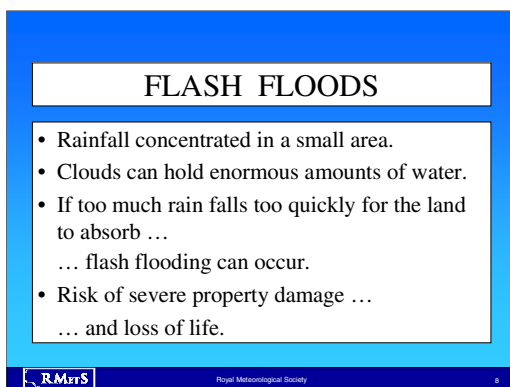 FLASH FLOODS
• Rainfall concentrated in a small area.
• Clouds can hold enormous amounts of water.
• If too much rain falls too quickly for the land
to absorb …
… flash flooding can occur.
• Risk of severe property damage …
… and loss of life.
RMETS
Royal Meteorological Society
8